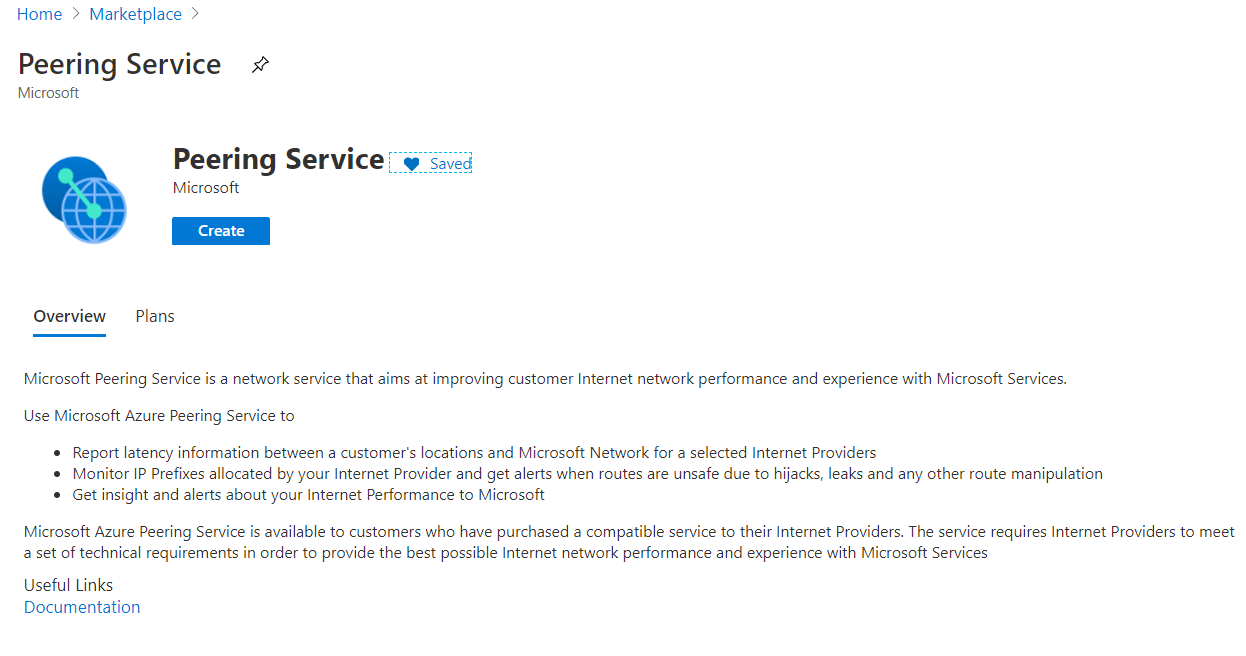 Home > Marketplace >
Peering Service
Microsoft
Peering Service Saved
Microsoft
Create
Overview Plans
Microsoft Peering Service is a network service that aims at improving customer Internet network performance and experience with Microsoft Services.
Use Microsoft Azure Peering Service to
• Report latency information between a customer's locations and Microsoft Network for a selected Internet Providers
• Monitor IP Prefixes allocated by your Internet Provider and get alerts when routes are unsafe due to hijacks, leaks and any other route manipulation
• Get insight and alerts about your Internet Performance to Microsoft
Microsoft Azure Peering Service is available to customers who have purchased a compatible service to their Internet Providers. The service requires Internet Providers to meet
a set of technical requirements in order to provide the best possible Internet network performance and experience with Microsoft Services
Useful Links
Documentation